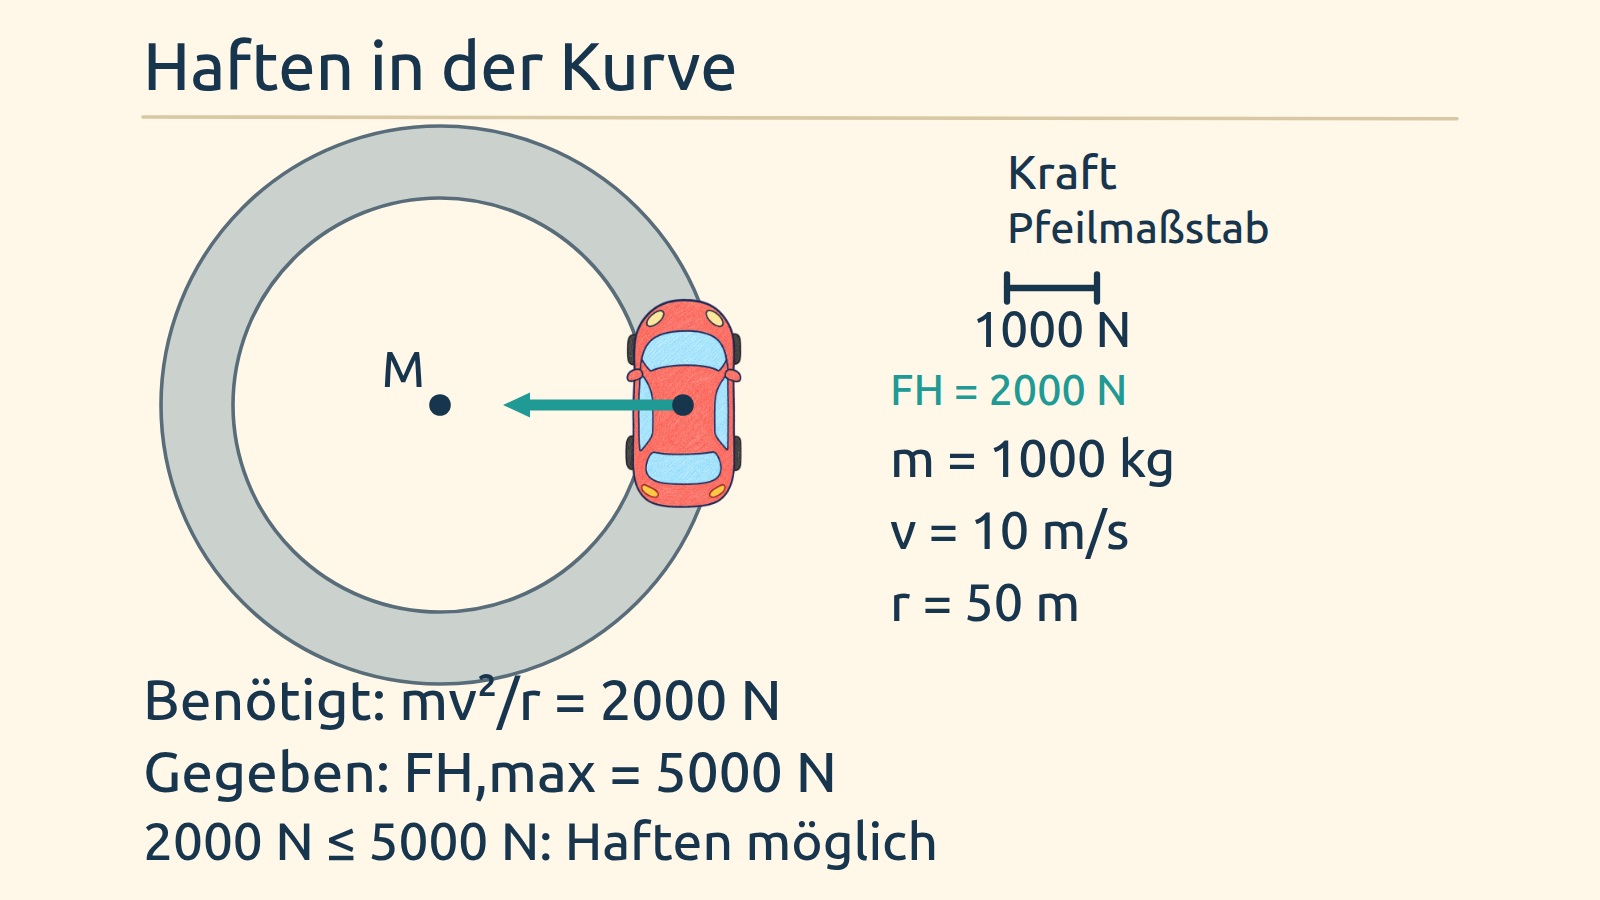 Haften in der Kurve
Kraft
Pfeilmaßstab
1000 N
M
FH = 2000 N
m = 1000 kg
v = 10 m/s
r = 50 m
Benötigt: mv²/r = 2000 N
Gegeben: FH,max = 5000 N
2000 N ≤ 5000 N: Haften möglich